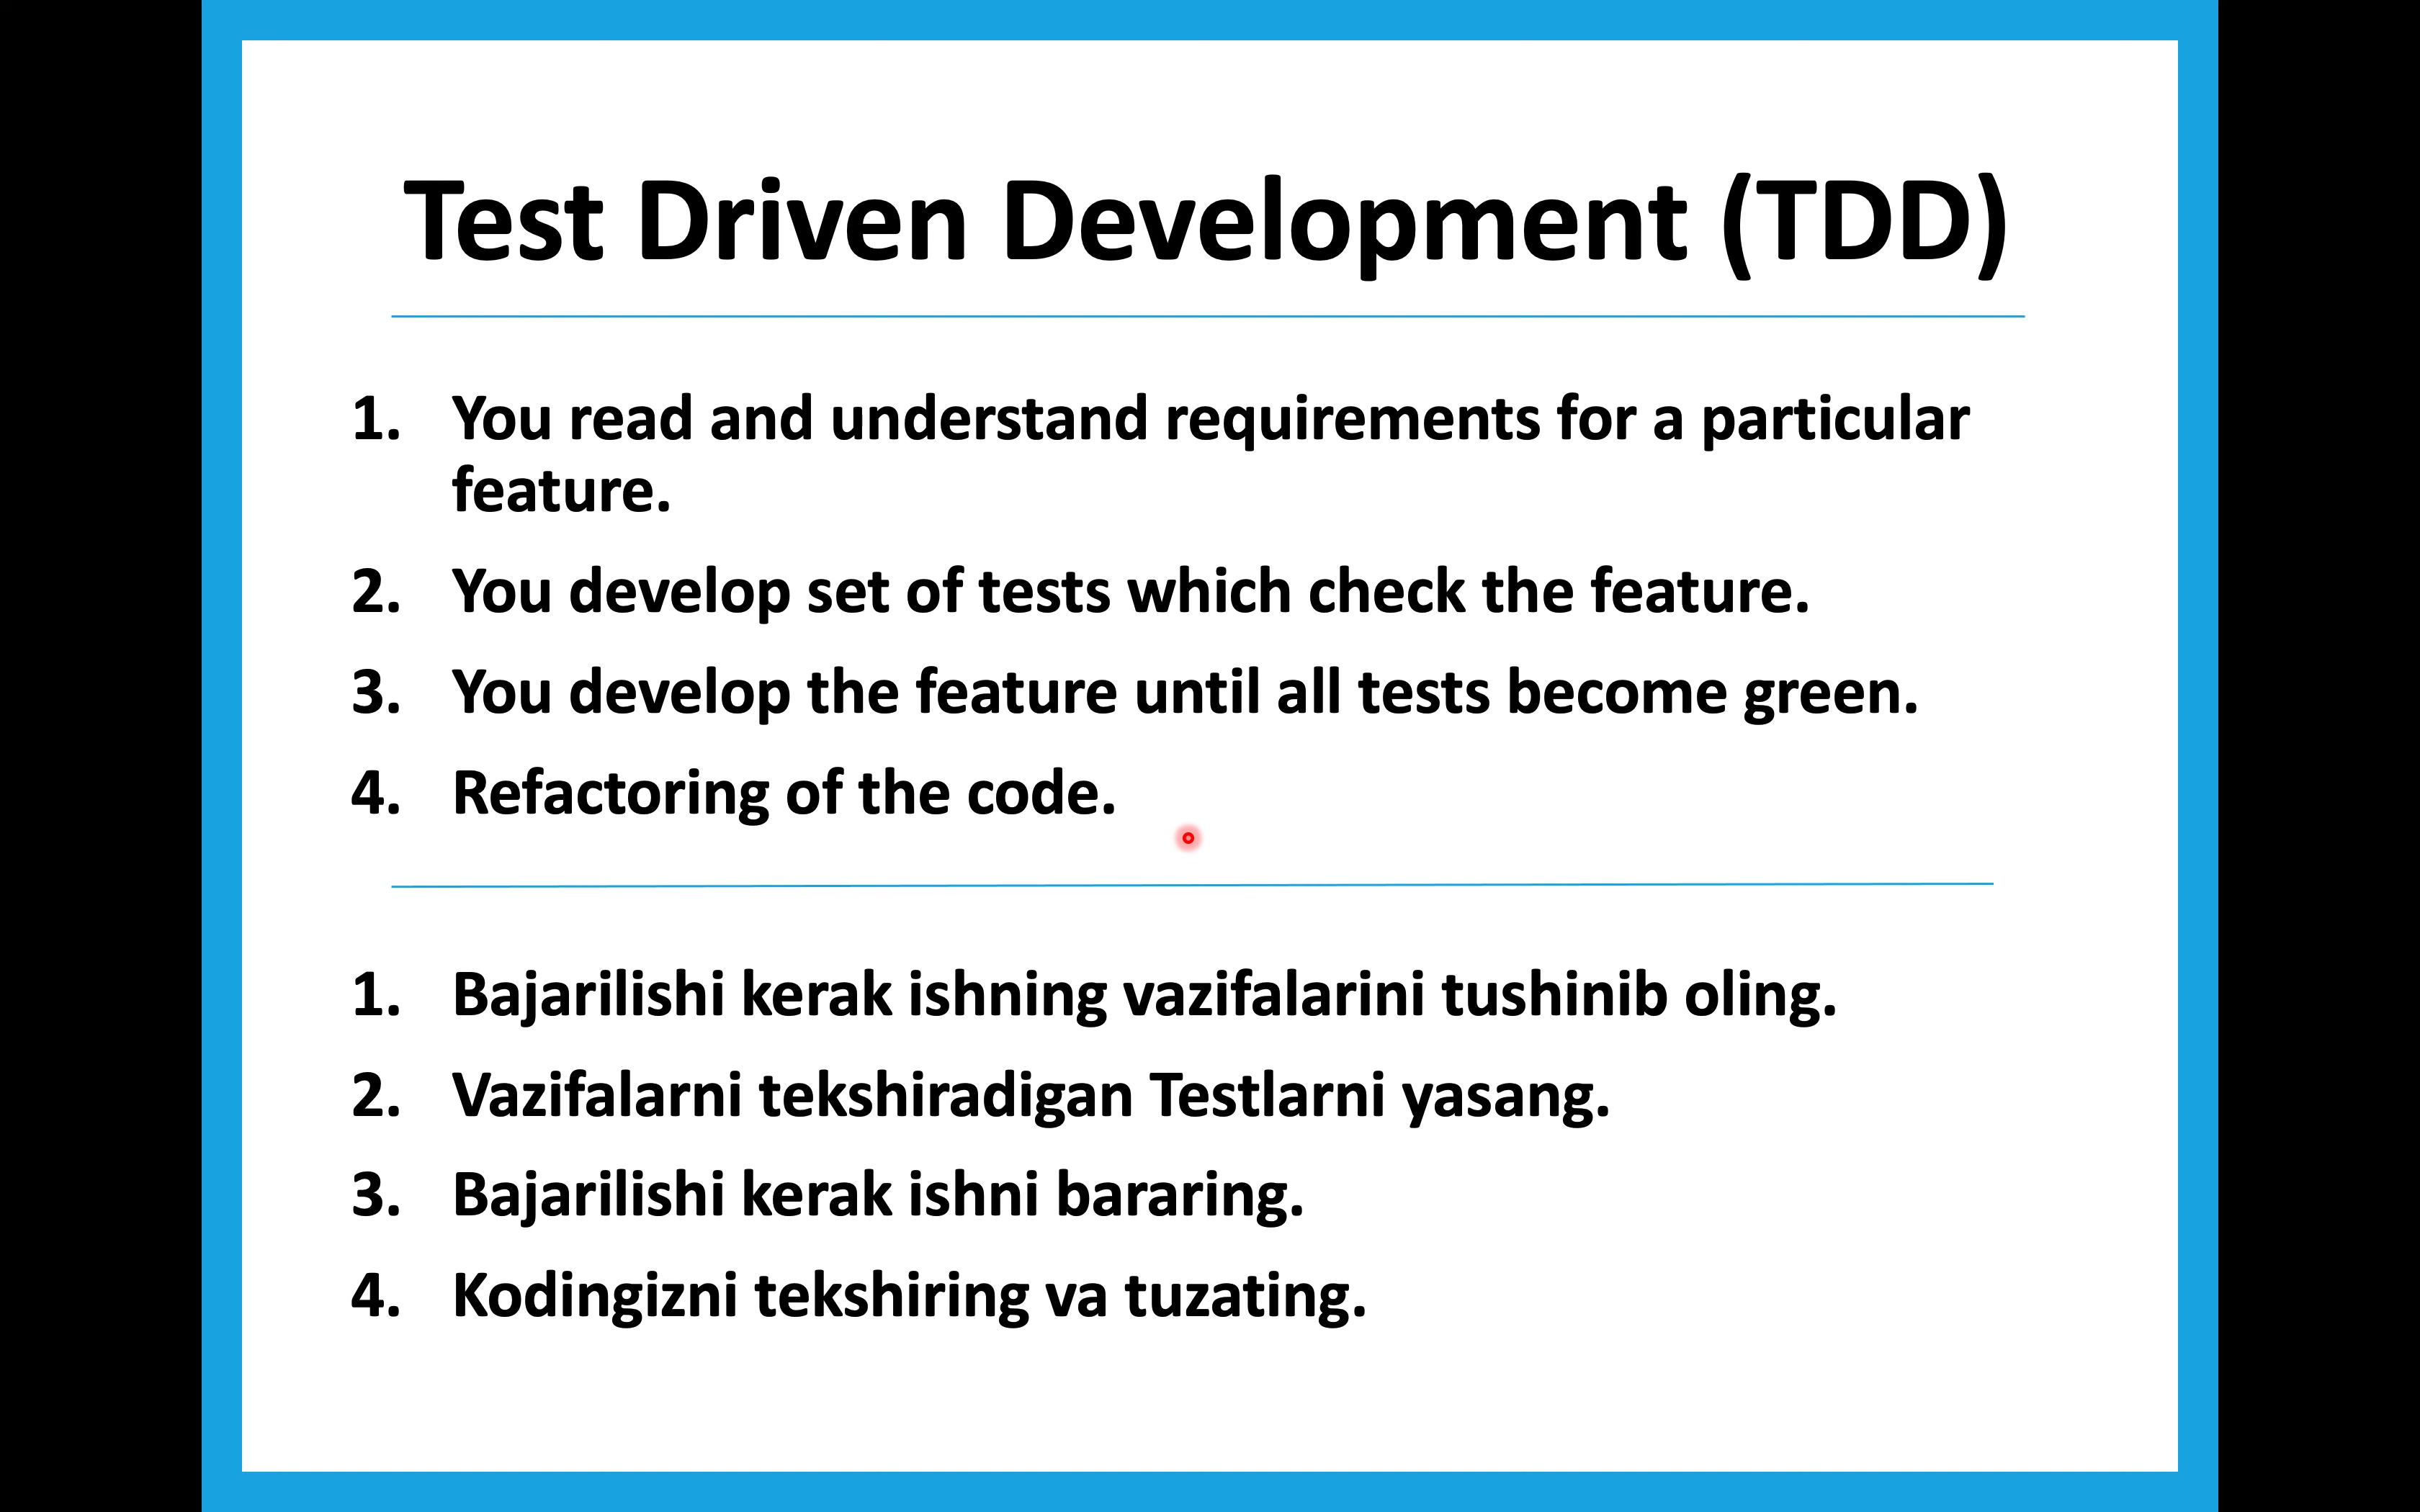 Test Driven Development (TDD)
1. You read and understand requirements for a particular
feature.
2. You develop set of tests which check the feature.
3. You develop the feature until all tests become green.
4. Refactoring of the code.
1. Bajarilishi kerak ishning vazifalarini tushinib oling.
2. Vazifalarni tekshiradigan Testlarni yasang.
3. Bajarilishi kerak ishni bararing.
4. Kodingizni tekshiring va tuzating.